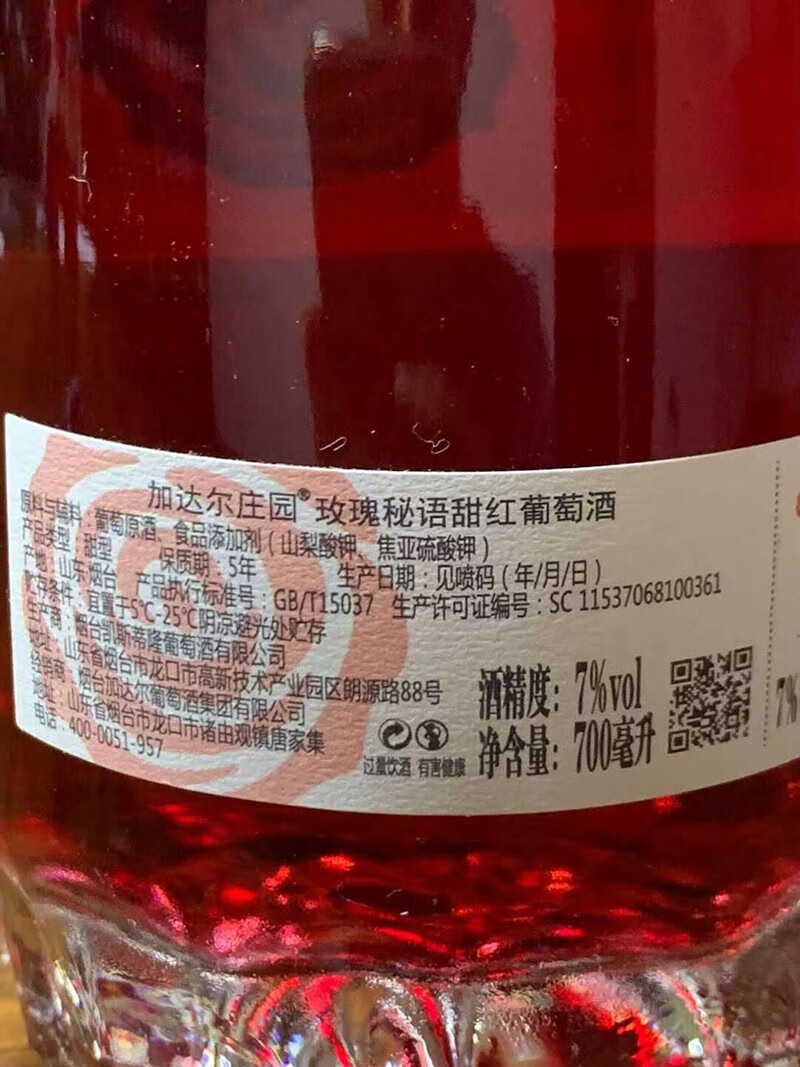 加达尔庄园® 玫瑰秘语甜红葡萄酒
原料与辅料：葡萄原酒、食品添加剂（山梨酸钾、焦亚硫酸钾）
产品类型：甜型 保质期：5年 生产日期：见喷码（年/月/日）
产地：山东 烟台 产品执行标准号：GB/T15037 生产许可证编号：SC 11537068100361
贮存条件：宜置于5℃-25℃阴凉避光处贮存
生产商：烟台凯斯蒂隆葡萄酒有限公司
地址：山东省烟台市龙口市高新技术产业园区朗源路88号
经销商：烟台加达尔葡萄酒集团有限公司
地址：山东省烟台市龙口市诸由观镇唐家集
电话：400-0051-957
过量饮酒 有害健康
酒精度：7%vol
净含量：700毫升
7%